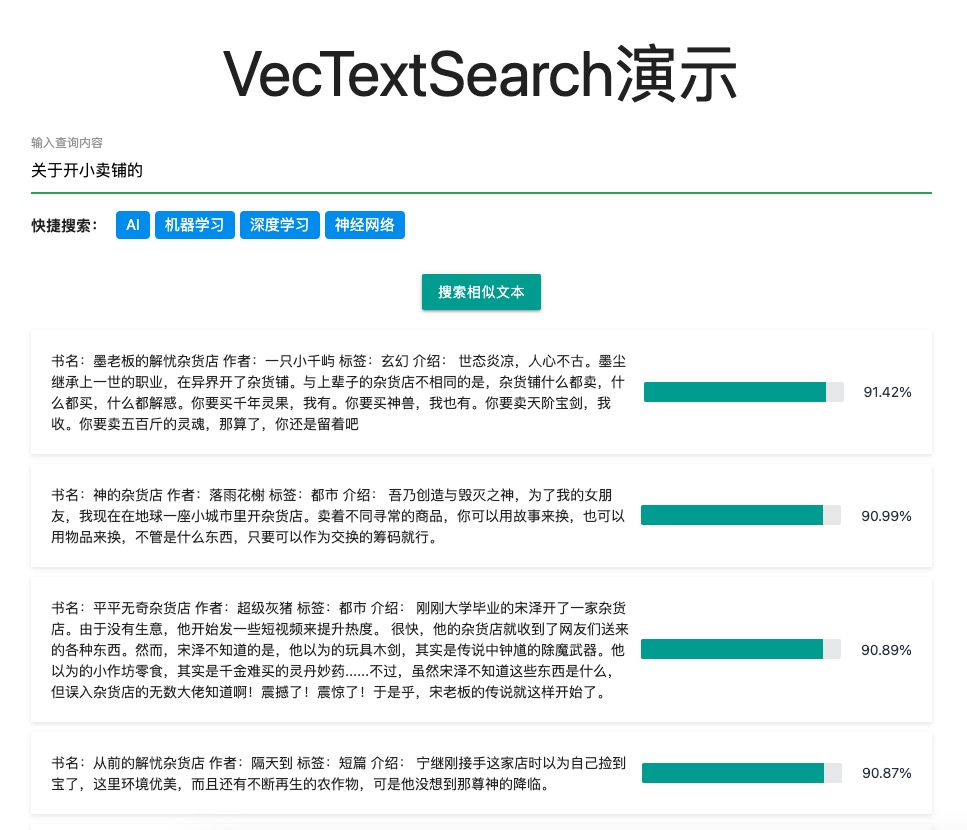 VecTextSearch演示
输入查询内容
关于开小卖铺的
快捷搜索： AI 机器学习 深度学习 神经网络
搜索相似文本
书名：墨老板的解忧杂货店 作者：一只小千屿 标签：玄幻 介绍： 世态炎凉，人心不古。墨尘
继承上一世的职业，在异界开了杂货铺。与上辈子的杂货店不相同的是，杂货铺什么都卖，什
么都买，什么都解惑。你要买千年灵果，我有。你要买神兽，我也有。你要卖天阶宝剑，我
收。你要卖五百斤的灵魂，那算了，你还是留着吧
91.42%
书名：神的杂货店 作者：落雨花榭 标签：都市 介绍： 吾乃创造与毁灭之神，为了我的女朋
友，我现在在地球一座小城市里开杂货店。卖着不同寻常的商品，你可以用故事来换，也可以
用物品来换，不管是什么东西，只要可以作为交换的筹码就行。
90.99%
书名：平平无奇杂货店 作者：超级灰猪 标签：都市 介绍： 刚刚大学毕业的宋泽开了一家杂货
店。由于没有生意，他开始发一些短视频来提升热度。 很快，他的杂货店就收到了网友们送来
的各种东西。然而，宋泽不知道的是，他以为的玩具木剑，其实是传说中钟馗的除魔武器。他
以为的小作坊零食，其实是千金难买的灵丹妙药......不过，虽然宋泽不知道这些东西是什么，
但误入杂货店的无数大佬知道啊！震撼了！震惊了！于是乎，宋老板的传说就这样开始了。
90.89%
书名：从前的解忧杂货店 作者：隔天到 标签：短篇 介绍： 宁继刚接手这家店时以为自己捡到
宝了，这里环境优美，而且还有不断再生的农作物，可是他没想到那尊神的降临。
90.87%